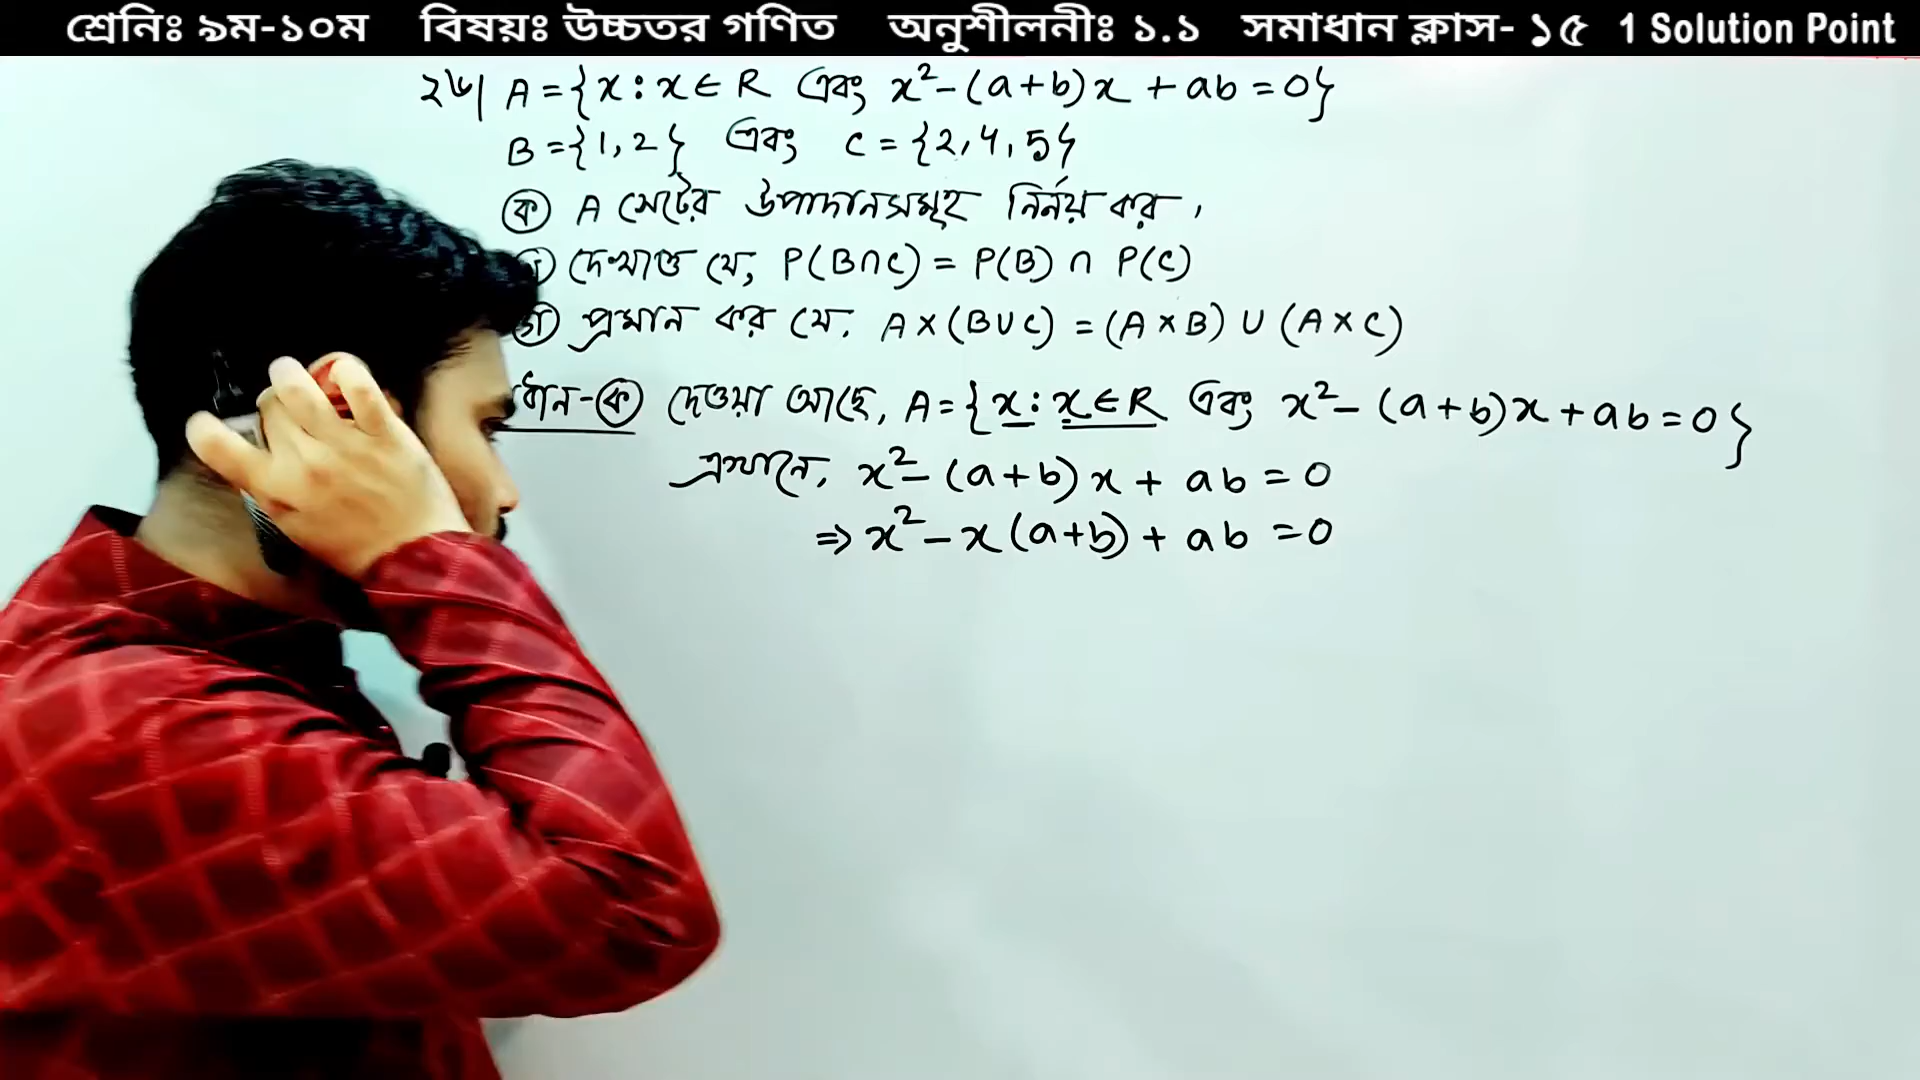 শ্রেনিঃ ৯ম-১০ম বিষয়ঃ উচ্চতর গণিত অনুশীলনীঃ ১.১ সমাধান ক্লাস- ১৫ 1 Solution Point
২৬| A = {x : x ∈ R এবং x² - (a+b)x + ab = 0}
B = {1, 2} এবং C = {2, 4, 5}
ক A সেটের উপাদানসমূহ নির্নয় কর,
দেখাও যে, P(B∩C) = P(B) ∩ P(C)
গ প্রমান কর যে. A×(B∪C) = (A×B) ∪ (A×C)
ধান-ক দেওয়া আছে, A = {x : x ∈ R এবং x² - (a+b)x + ab = 0}
এখানে, x² - (a+b)x + ab = 0
⇒ x² - x(a+b) + ab = 0